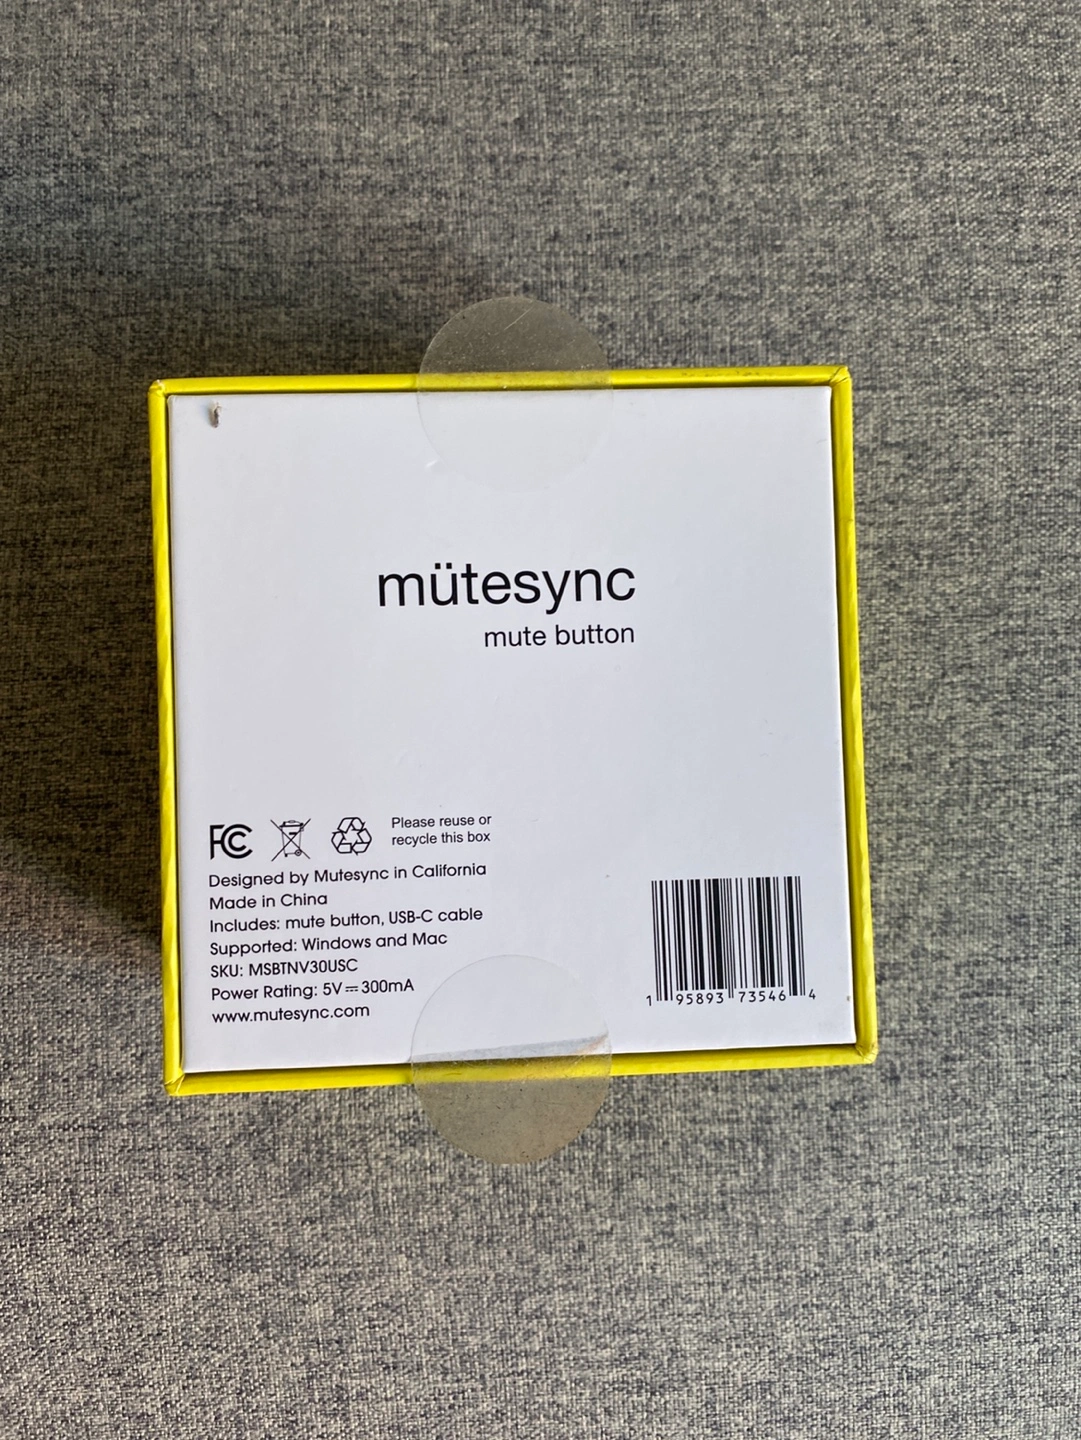 mütesync
mute button
FC
Please reuse or
recycle this box
Designed by Mutesync in California
Made in China
Includes: mute button, USB-C cable
Supported: Windows and Mac
SKU: MSBTNV30USC
Power Rating: 5V⎓300mA
www.mutesync.com
1 95893 73546 4